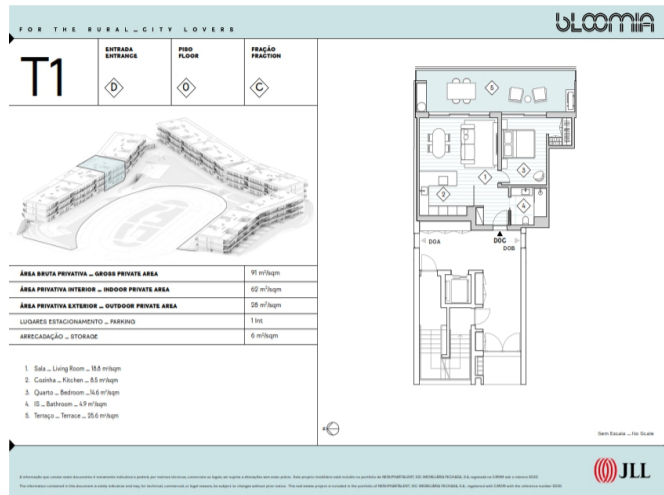 FOR THE RURAL_CITY LOVERS
bloomia
T1
ENTRADA
ENTRANCE
D
PISO
FLOOR
0
FRAÇÃO
FRACTION
C
ÁREA BRUTA PRIVATIVA _ GROSS PRIVATE AREA 91 m²/sqm
ÁREA PRIVATIVA INTERIOR _ INDOOR PRIVATE AREA 62 m²/sqm
ÁREA PRIVATIVA EXTERIOR _ OUTDOOR PRIVATE AREA 28 m²/sqm
LUGARES ESTACIONAMENTO _ PARKING 1 Int
ARRECADAÇÃO _ STORAGE 6 m²/sqm
1. Sala _ Living Room _ 18.8 m²/sqm
2. Cozinha _ Kitchen _ 8.5 m²/sqm
3. Quarto _ Bedroom _ 14.6 m²/sqm
4. IS _ Bathroom _ 4.9 m²/sqm
5. Terraço _ Terrace _ 25.6 m²/sqm
5
1
3
2
4
D0A
D0C
D0B
Sem Escala _ No Scale
JLL